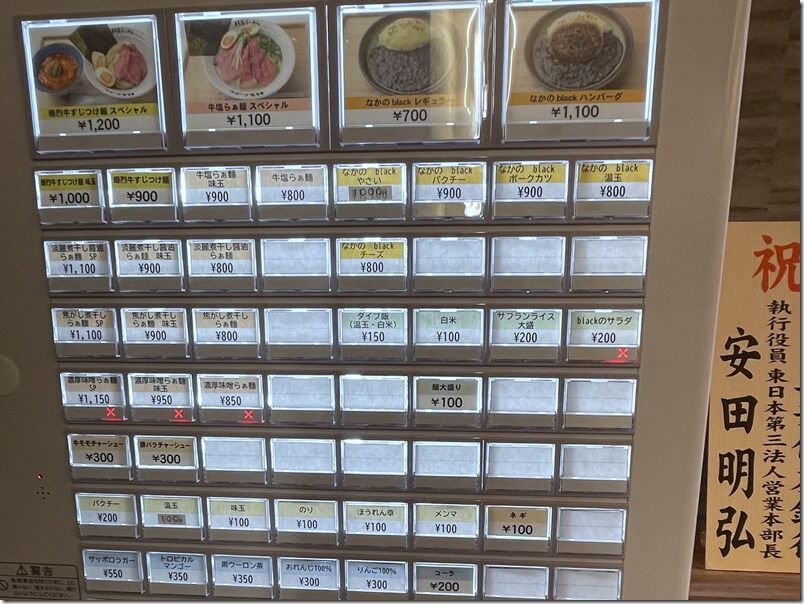 爆烈牛すじつけ麺 スペシャル
¥1,200
牛塩らぁ麺 スペシャル
¥1,100
なかの black レギュラー
¥700
なかの black ハンバーグ
¥1,100
爆烈牛すじつけ麺 味玉
¥1,000
爆烈牛すじつけ麺
¥900
牛塩らぁ麺
味玉
¥900
牛塩らぁ麺
¥800
なかの black
やさい
なかの black
パクチー
¥900
なかの black
ポークカツ
¥900
なかの black
温玉
¥800
淡麗煮干し醤油
らぁ麺 SP
¥1,100
淡麗煮干し醤油
らぁ麺 味玉
¥900
淡麗煮干し醤油
らぁ麺
¥800
なかの black
チーズ
¥800
焦がし煮干し
らぁ麺 SP
¥1,100
焦がし煮干し
らぁ麺 味玉
¥900
焦がし煮干し
らぁ麺
¥800
ダイブ飯
(温玉・白米)
¥150
白米
¥100
サフランライス
大盛
¥200
blackのサラダ
¥200
濃厚味噌らぁ麺
SP
¥1,150
濃厚味噌らぁ麺
味玉
¥950
濃厚味噌らぁ麺
¥850
麺大盛り
¥100
牛モモチャーシュー
¥300
豚バラチャーシュー
¥300
パクチー
¥200
温玉
100
味玉
¥100
のり
¥100
ほうれん草
¥100
メンマ
¥100
ネギ
¥100
サッポロラガー
¥550
トロピカル
マンゴー
¥350
黒ウーロン茶
¥350
おれんじ100%
¥300
りんご100%
¥300
コーラ
¥200
警告
祝
執行役員 東日本第三法人営業本部長
安田明弘